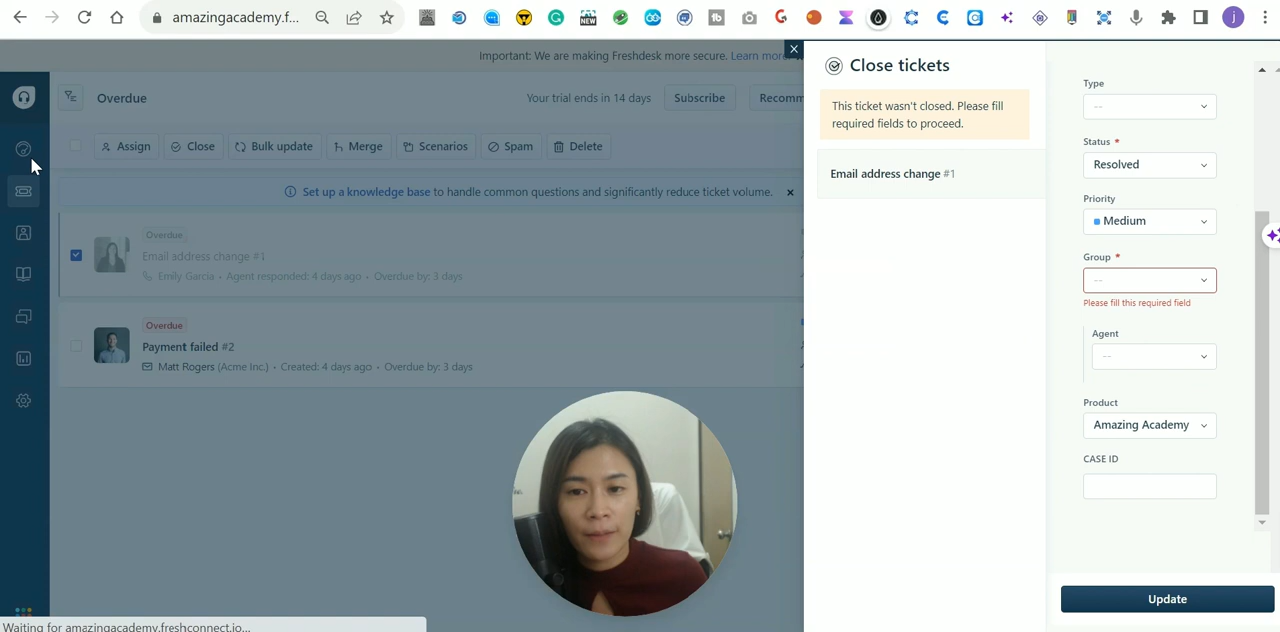 amazingacademy.f...
NEW
tb
j
Important: We are making Freshdesk more secure. Learn more
Overdue
Your trial ends in 14 days
Subscribe
Recomm
Assign
Close
Bulk update
Merge
Scenarios
Spam
Delete
Set up a knowledge base to handle common questions and significantly reduce ticket volume.
Overdue
Email address change #1
Emily Garcia • Agent responded: 4 days ago • Overdue by: 3 days
Overdue
Payment failed #2
Matt Rogers (Acme Inc.) • Created: 4 days ago • Overdue by: 3 days
Waiting for amazingacademy.freshconnect.io...
Close tickets
This ticket wasn't closed. Please fill
required fields to proceed.
Email address change #1
Type
--
Status *
Resolved
Priority
Medium
Group *
--
Please fill this required field
Agent
--
Product
Amazing Academy
CASE ID
Update